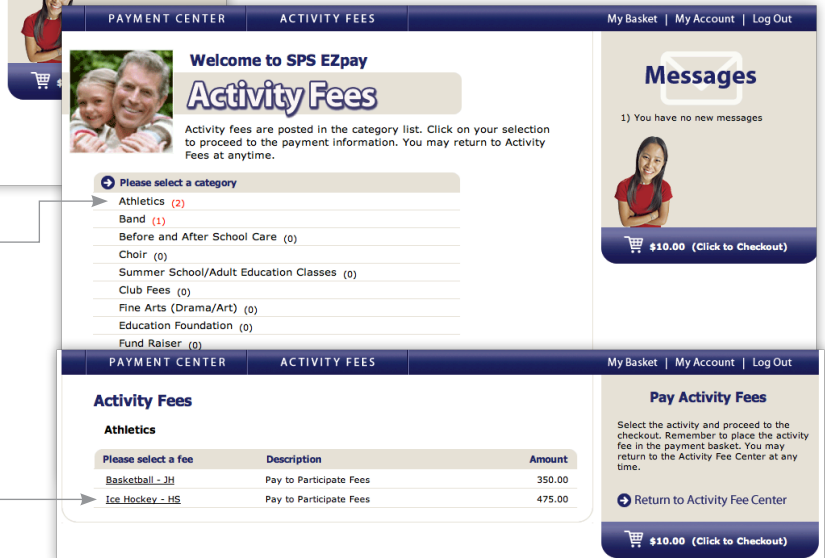 PAYMENT CENTER ACTIVITY FEES My Basket | My Account | Log Out
Welcome to SPS EZpay
Activity Fees
Activity fees are posted in the category list. Click on your selection
to proceed to the payment information. You may return to Activity
Fees at anytime.
Please select a category
Athletics (2)
Band (1)
Before and After School Care (0)
Choir (0)
Summer School/Adult Education Classes (0)
Club Fees (0)
Fine Arts (Drama/Art) (0)
Education Foundation (0)
Fund Raiser (0)
Messages
1) You have no new messages
$10.00 (Click to Checkout)
PAYMENT CENTER ACTIVITY FEES My Basket | My Account | Log Out
Activity Fees
Athletics
Please select a fee Description Amount
Basketball - JH Pay to Participate Fees 350.00
Ice Hockey - HS Pay to Participate Fees 475.00
Pay Activity Fees
Select the activity and proceed to the
checkout. Remember to place the activity
fee in the payment basket. You may
return to the Activity Fee Center at any
time.
Return to Activity Fee Center
$10.00 (Click to Checkout)